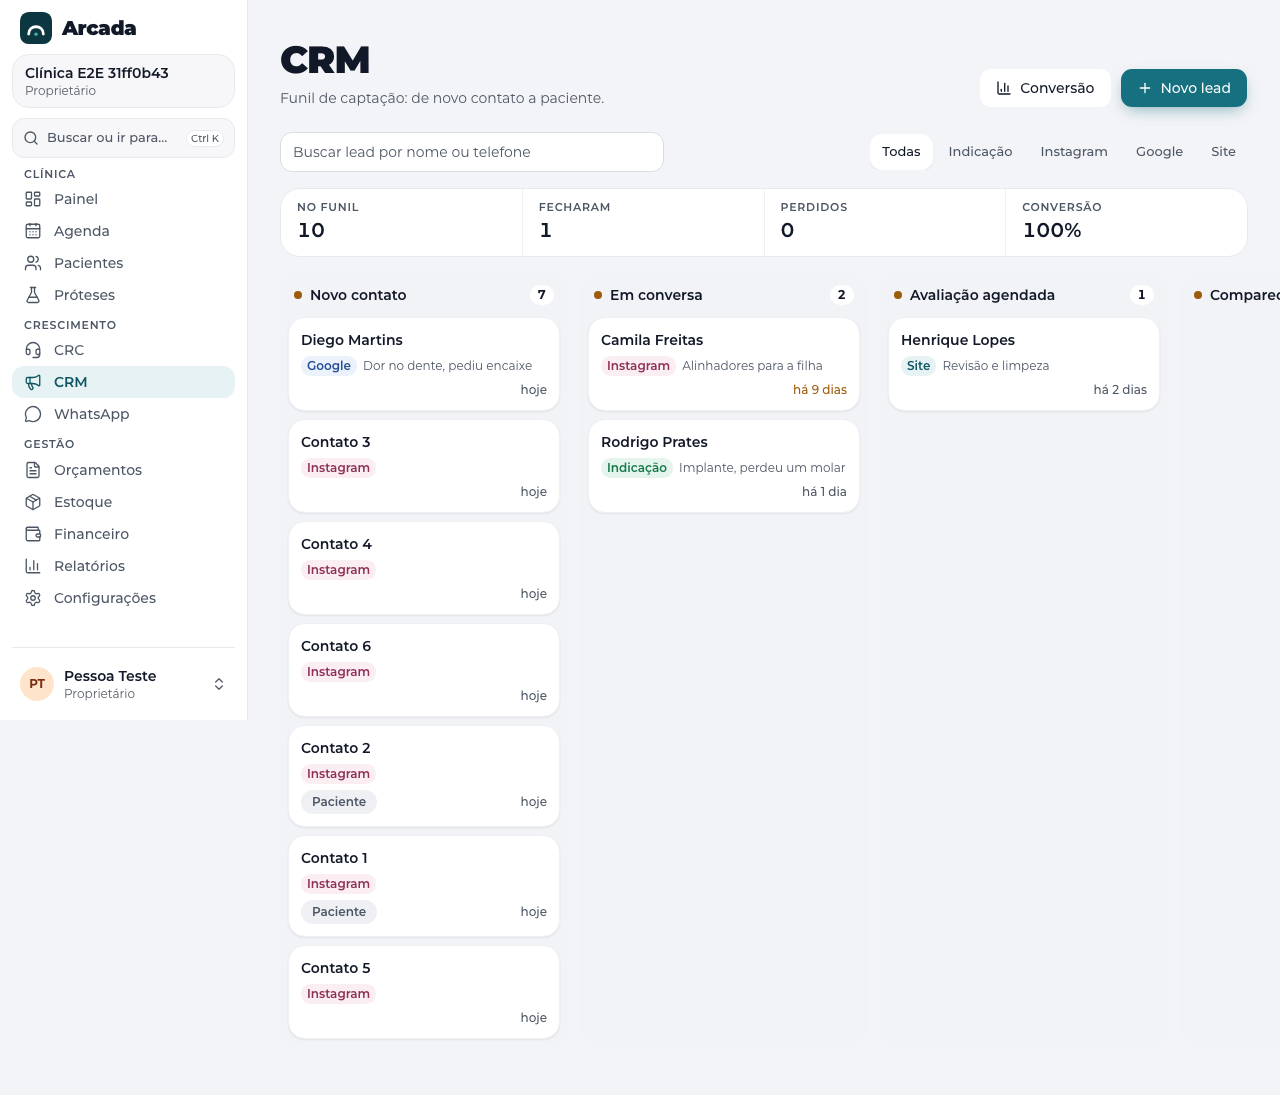 Arcada
Clínica E2E 31ff0b43
Proprietário
Buscar ou ir para...
Ctrl K
CLÍNICA
Painel
Agenda
Pacientes
Próteses
CRESCIMENTO
CRC
CRM
WhatsApp
GESTÃO
Orçamentos
Estoque
Financeiro
Relatórios
Configurações
PT
Pessoa Teste
Proprietário
CRM
Funil de captação: de novo contato a paciente.
Conversão
Novo lead
Buscar lead por nome ou telefone
Todas
Indicação
Instagram
Google
Site
NO FUNIL
10
FECHARAM
1
PERDIDOS
0
CONVERSÃO
100%
Novo contato
7
Diego Martins
Google Dor no dente, pediu encaixe
hoje
Contato 3
Instagram
hoje
Contato 4
Instagram
hoje
Contato 6
Instagram
hoje
Contato 2
Instagram
Paciente
hoje
Contato 1
Instagram
Paciente
hoje
Contato 5
Instagram
hoje
Em conversa
2
Camila Freitas
Instagram Alinhadores para a filha
há 9 dias
Rodrigo Prates
Indicação Implante, perdeu um molar
há 1 dia
Avaliação agendada
1
Henrique Lopes
Site Revisão e limpeza
há 2 dias